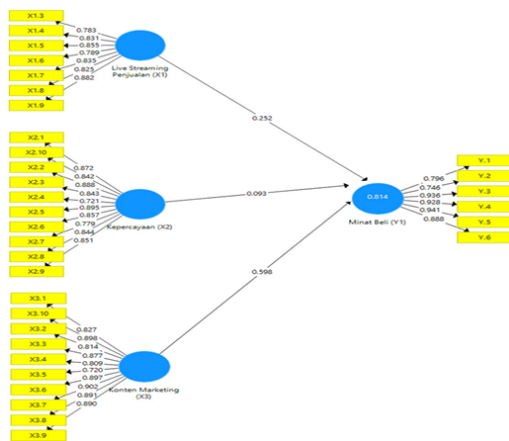 X1.3
X1.4
X1.5
X1.6
X1.7
X1.8
X1.9
0.783
0.831
0.855
0.789
0.835
0.825
0.882
Live Streaming
Penjualan (X1)
0.252
X2.1
X2.10
X2.2
X2.3
X2.4
X2.5
X2.6
X2.7
X2.8
X2.9
0.872
0.842
0.888
0.843
0.721
0.895
0.857
0.779
0.844
0.851
Kepercayaan (X2)
0.093
0.814
Minat Beli (Y1)
0.796
0.746
0.936
0.928
0.941
0.888
Y.1
Y.2
Y.3
Y.4
Y.5
Y.6
0.598
X3.1
X3.10
X3.2
X3.3
X3.4
X3.5
X3.6
X3.7
X3.8
X3.9
0.827
0.898
0.814
0.877
0.809
0.720
0.897
0.902
0.891
0.890
Konten Marketing
(X3)